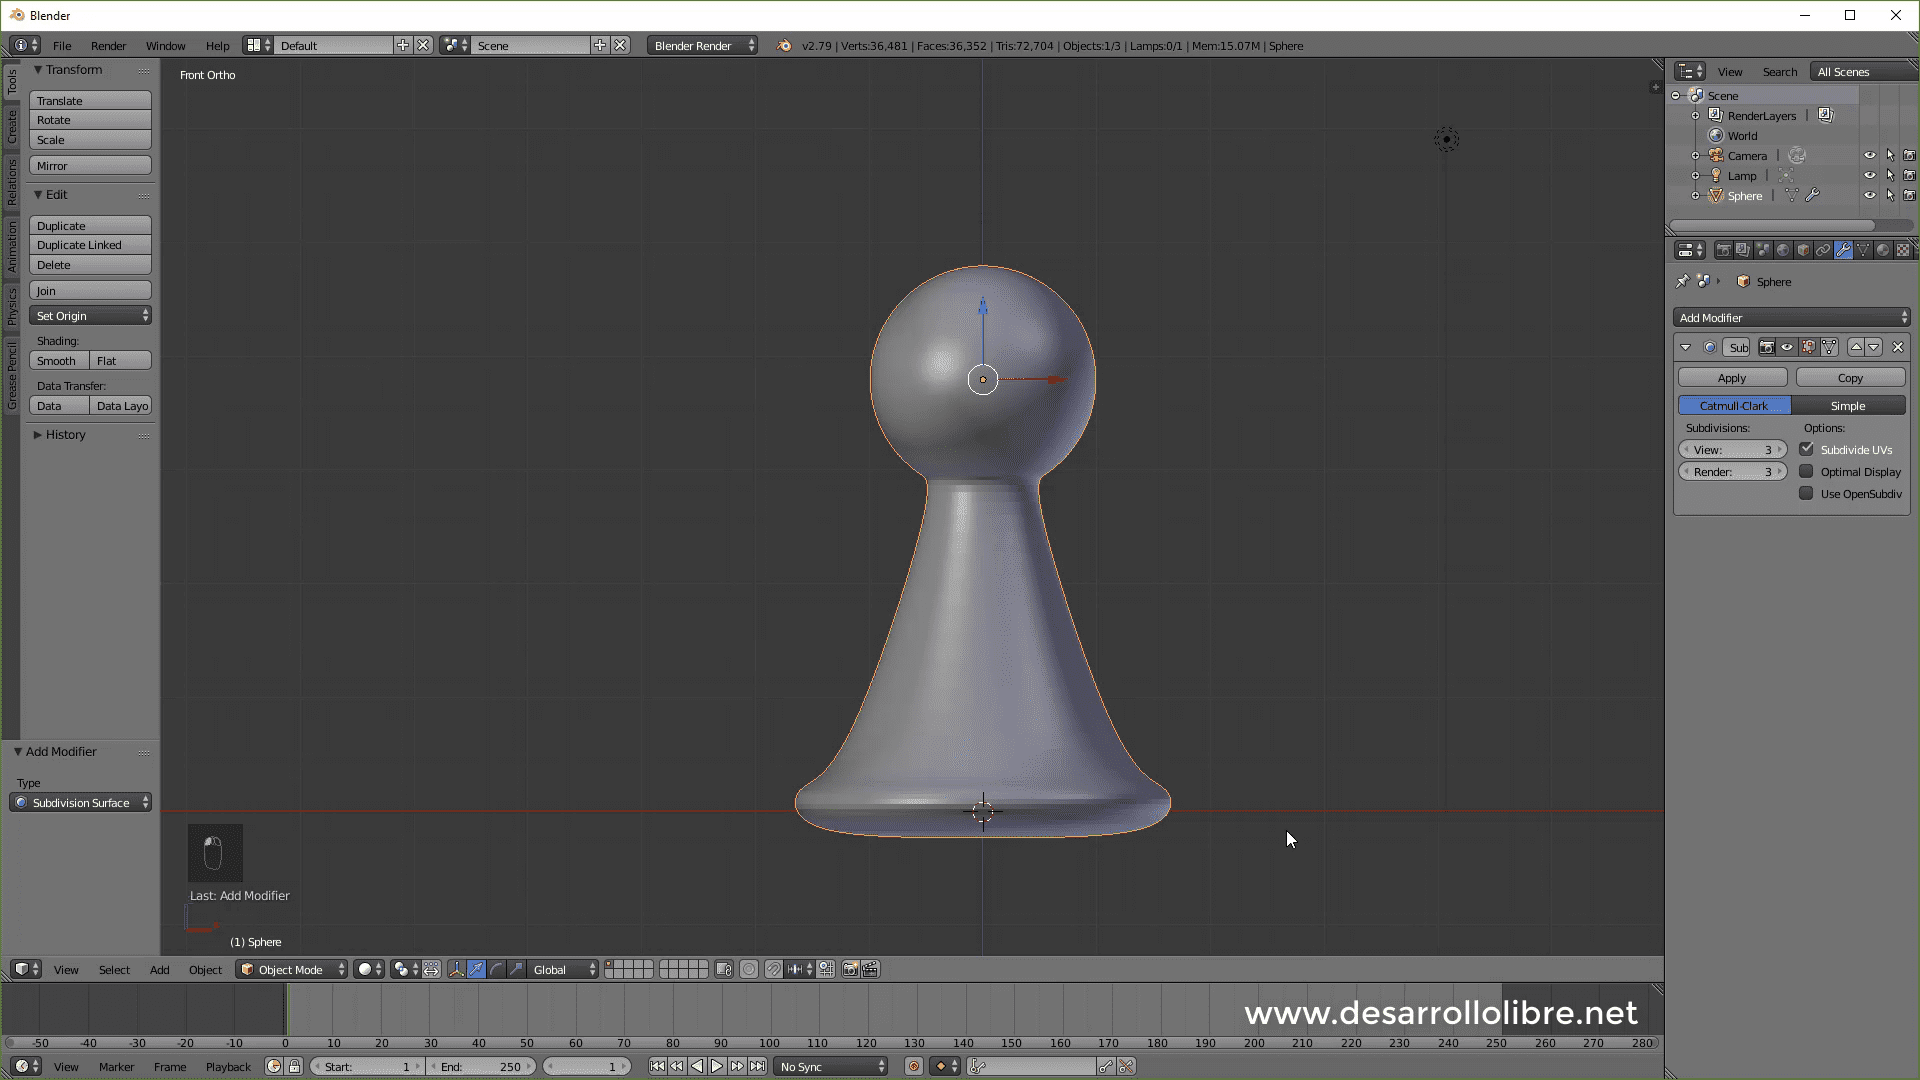 Blender
File Render Window Help Default Scene Blender Render v2.79 | Verts:36,481 | Faces:36,352 | Tris:72,704 | Objects:1/3 | Lamps:0/1 | Mem:15.07M | Sphere
Tools
Create
Relations
Animation
Physics
Grease Pencil
Transform
Translate
Rotate
Scale
Mirror
Edit
Duplicate
Duplicate Linked
Delete
Join
Set Origin
Shading:
Smooth Flat
Data Transfer:
Data Data Layo
History
Add Modifier
Type
Subdivision Surface
Front Ortho
Last: Add Modifier
(1) Sphere
View Search All Scenes
Scene
RenderLayers
World
Camera
Lamp
Sphere
Sphere
Add Modifier
Sub
Apply Copy
Catmull-Clark Simple
Subdivisions: Options:
View: 3 Subdivide UVs
Render: 3 Optimal Display
Use OpenSubdiv
View Select Add Object Object Mode Global
www.desarrollolibre.net
-50 -40 -30 -20 -10 0 10 20 30 40 50 60 70 80 90 100 110 120 130 140 150 160 170 180 190 200 210 220 230 240 250 260 270 280
View Marker Frame Playback Start: 1 End: 250 1 No Sync